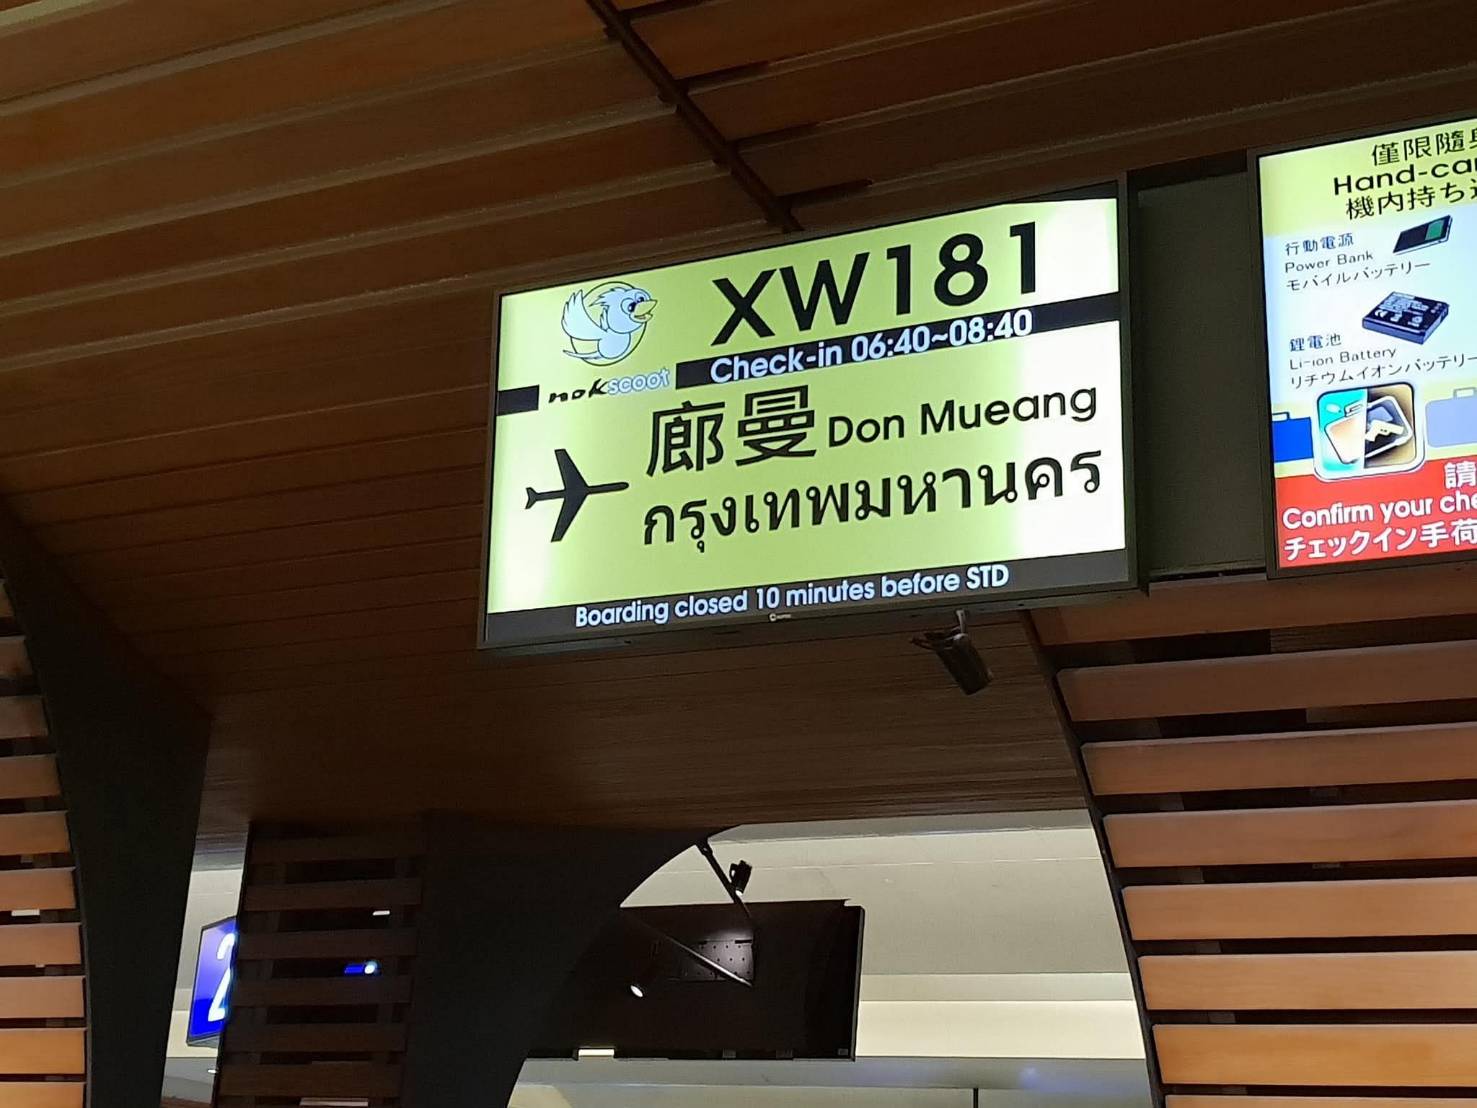 XW181
Check-in 06:40~08:40
nokscoot
廊曼 Don Mueang
กรุงเทพมหานคร
Boarding closed 10 minutes before STD
僅限隨
Hand-
機内持ち
行動電源
Power Bank
モバイルバッテリー
鋰電池
Li-ion Battery
リチウムイオンバッテリー
請
Confirm your
チェックイン手荷
2